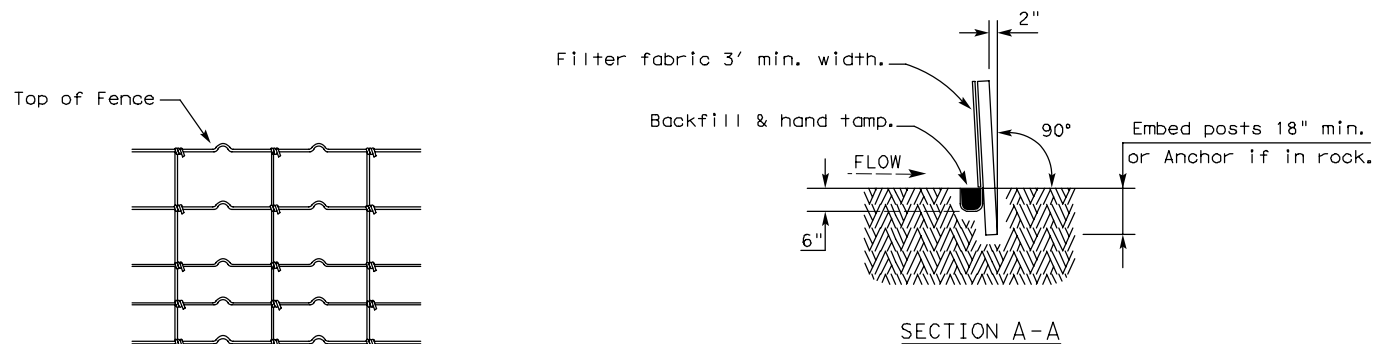 Top of Fence
Filter fabric 3' min. width.
Backfill & hand tamp.
FLOW
6"
2"
90°
Embed posts 18" min.
or Anchor if in rock.
SECTION A-A